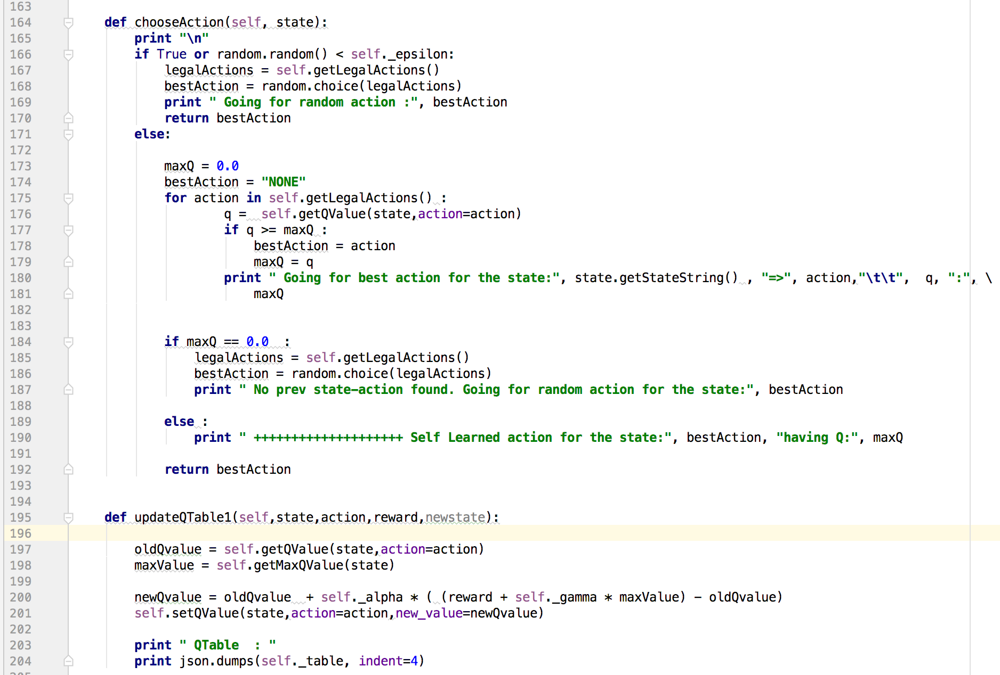 163
164 def chooseAction(self, state):
165 print "\n"
166 if True or random.random() < self._epsilon:
167 legalActions = self.getLegalActions()
168 bestAction = random.choice(legalActions)
169 print " Going for random action :", bestAction
170 return bestAction
171 else:
172
173 maxQ = 0.0
174 bestAction = "NONE"
175 for action in self.getLegalActions() :
176 q =  self.getQValue(state,action=action)
177 if q >= maxQ :
178 bestAction = action
179 maxQ = q
180 print " Going for best action for the state:", state.getStateString() , "=>", action,"\t\t",  q, ":", \
181 maxQ
182
183
184 if maxQ == 0.0  :
185 legalActions = self.getLegalActions()
186 bestAction = random.choice(legalActions)
187 print " No prev state-action found. Going for random action for the state:", bestAction
188
189 else :
190 print " ++++++++++++++++++++ Self Learned action for the state:", bestAction, "having Q:", maxQ
191
192 return bestAction
193
194
195 def updateQTable1(self,state,action,reward,newstate):
196
197 oldQvalue = self.getQValue(state,action=action)
198 maxValue = self.getMaxQValue(state)
199
200 newQvalue = oldQvalue  + self._alpha * ( (reward + self._gamma * maxValue) - oldQvalue)
201 self.setQValue(state,action=action,new_value=newQvalue)
202
203 print " QTable  : "
204 print json.dumps(self._table, indent=4)
205